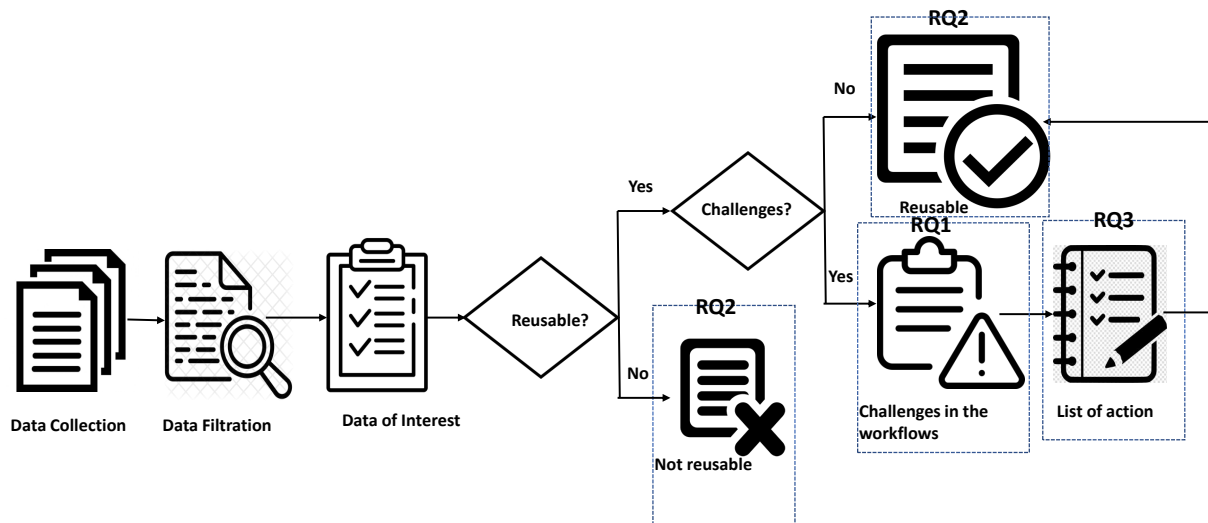 RQ2
No
Yes
Challenges?
Reusable
RQ1
RQ3
Yes
Reusable?
RQ2
No
Data Collection
Data Filtration
Data of Interest
Not reusable
Challenges in the
workflows
List of action